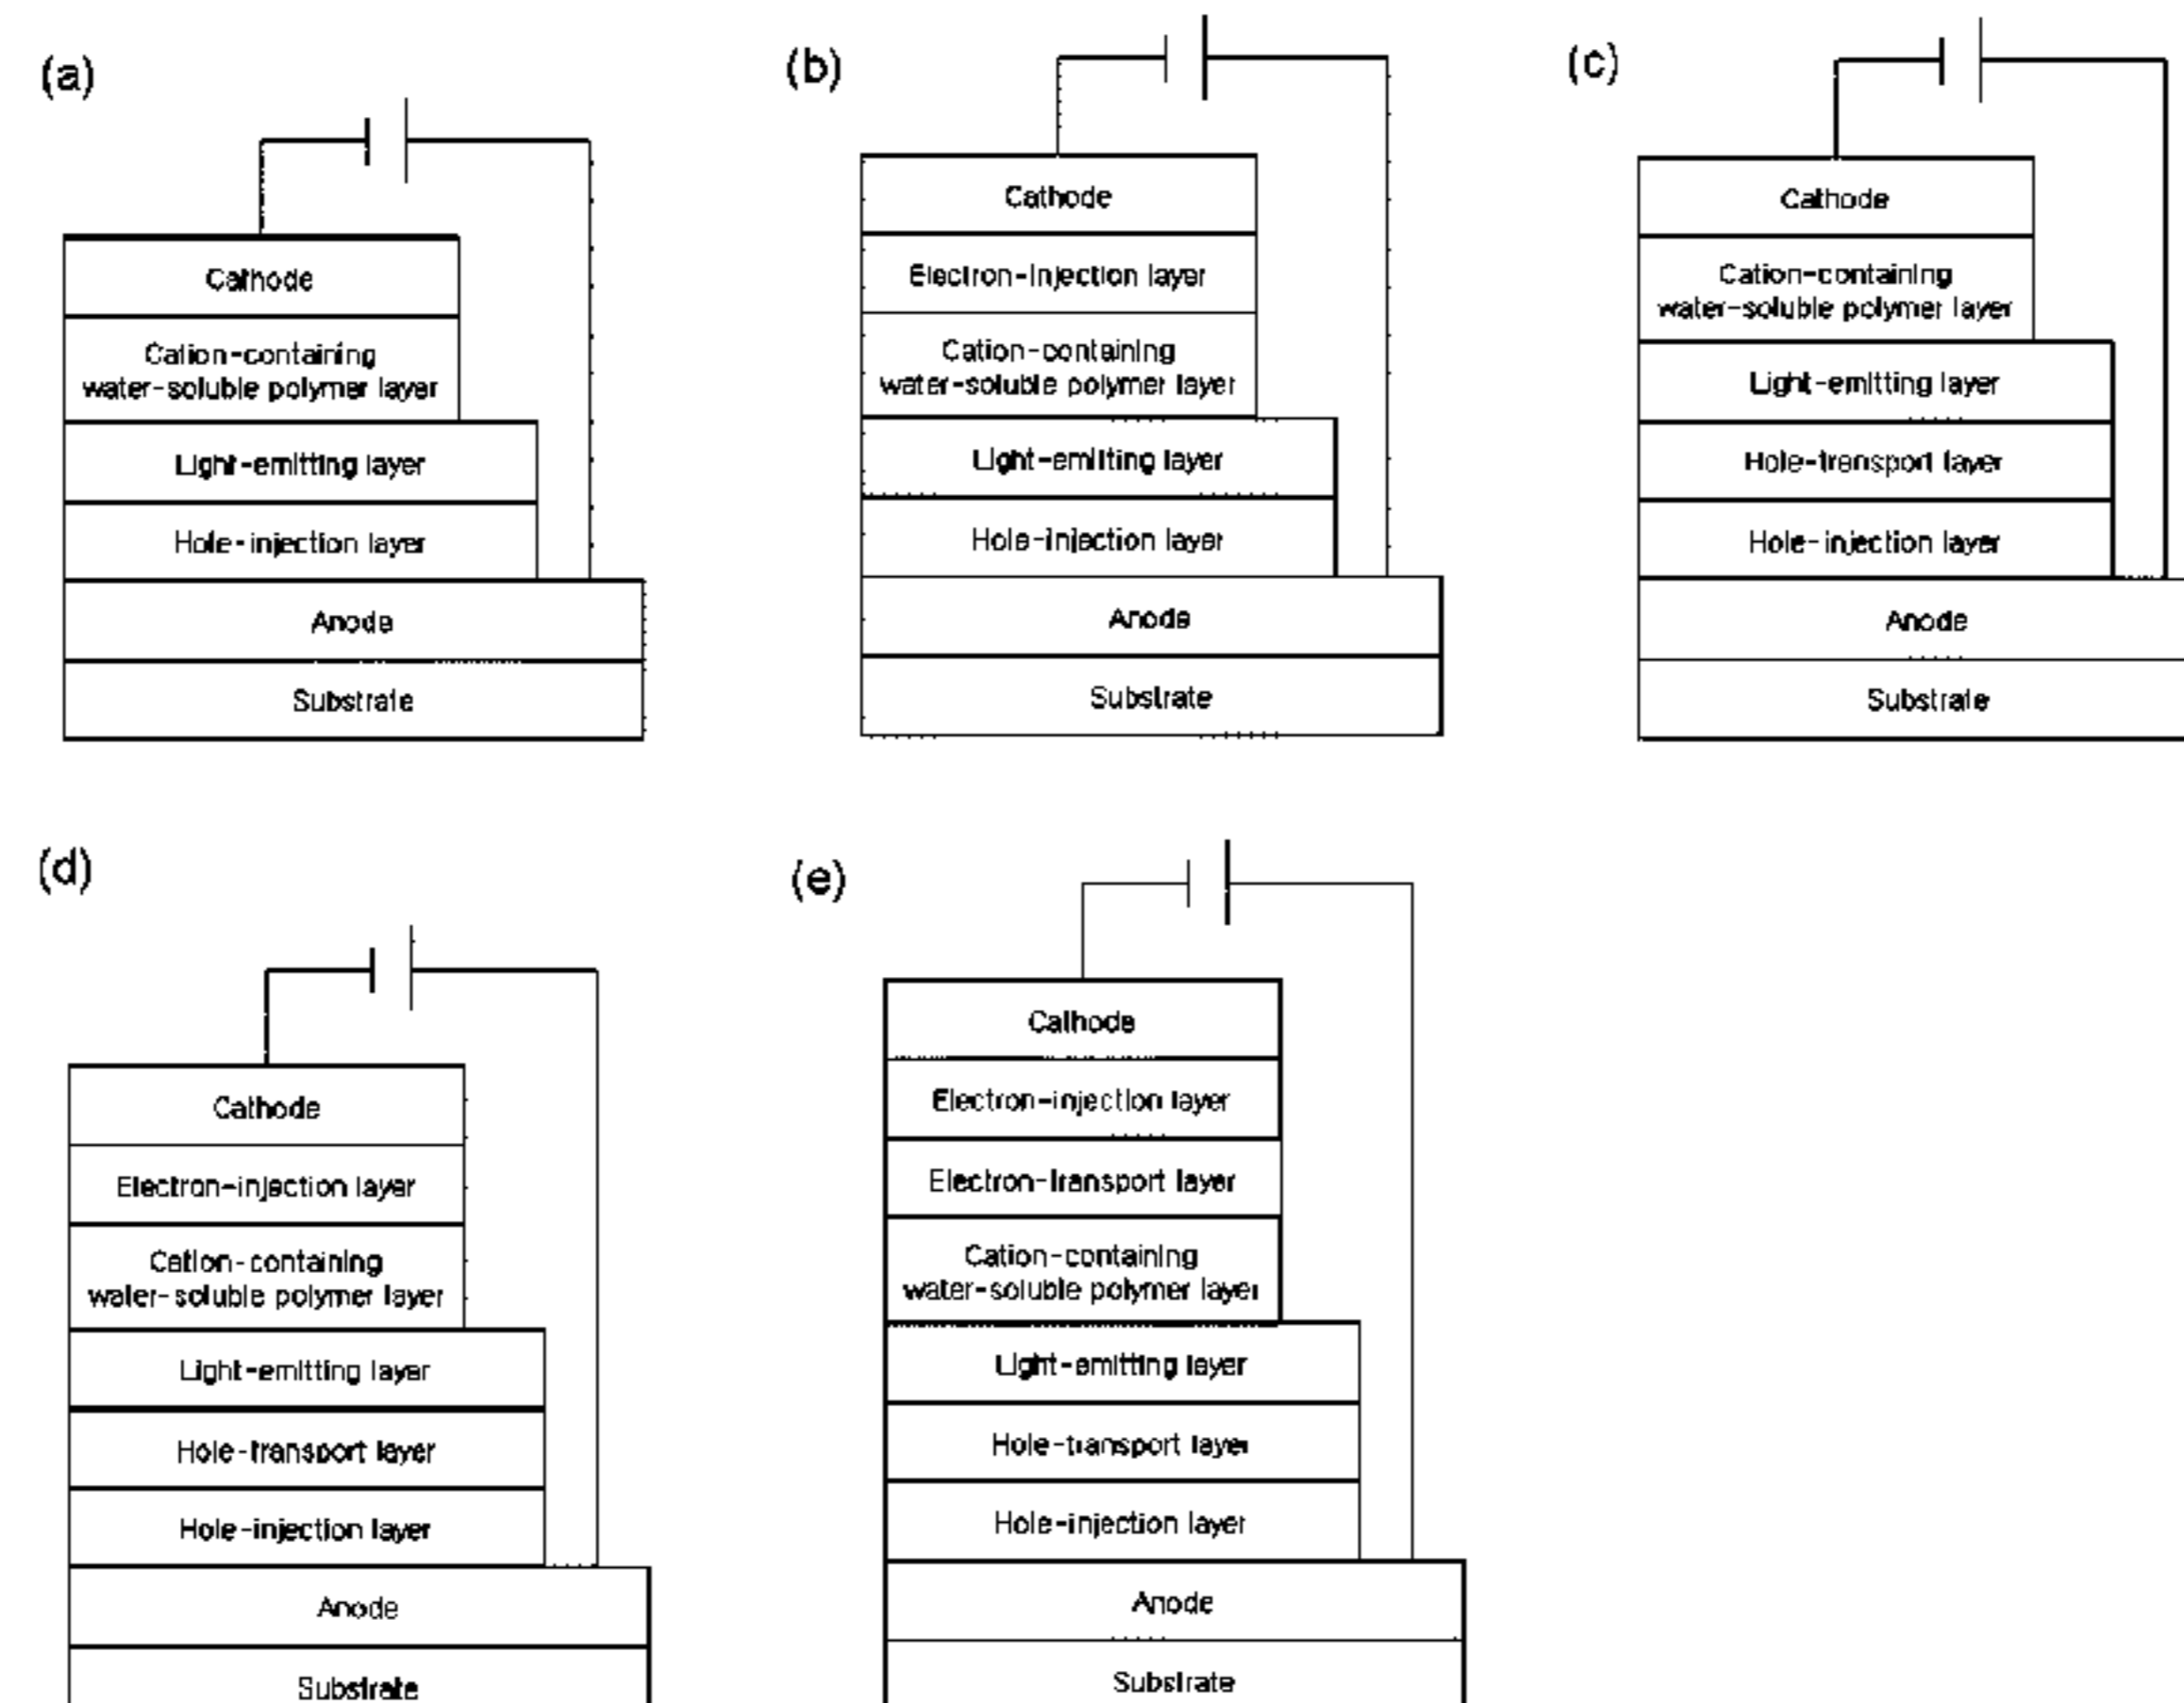 (a)
Cathode
Cation-containing
water-soluble polymer layer
Light-emitting layer
Hole-injection layer
Anode
Substrate
(b)
Cathode
Electron-injection layer
Cation-containing
water-soluble polymer layer
Light-emitting layer
Hole-injection layer
Anode
Substrate
(c)
Cathode
Cation-containing
water-soluble polymer layer
Light-emitting layer
Hole-transport layer
Hole-injection layer
Anode
Substrate
(d)
Cathode
Electron-injection layer
Cation-containing
water-soluble polymer layer
Light-emitting layer
Hole-transport layer
Hole-injection layer
Anode
Substrate
(e)
Cathode
Electron-injection layer
Electron-transport layer
Cation-containing
water-soluble polymer layer
Light-emitting layer
Hole-transport layer
Hole-injection layer
Anode
Substrate